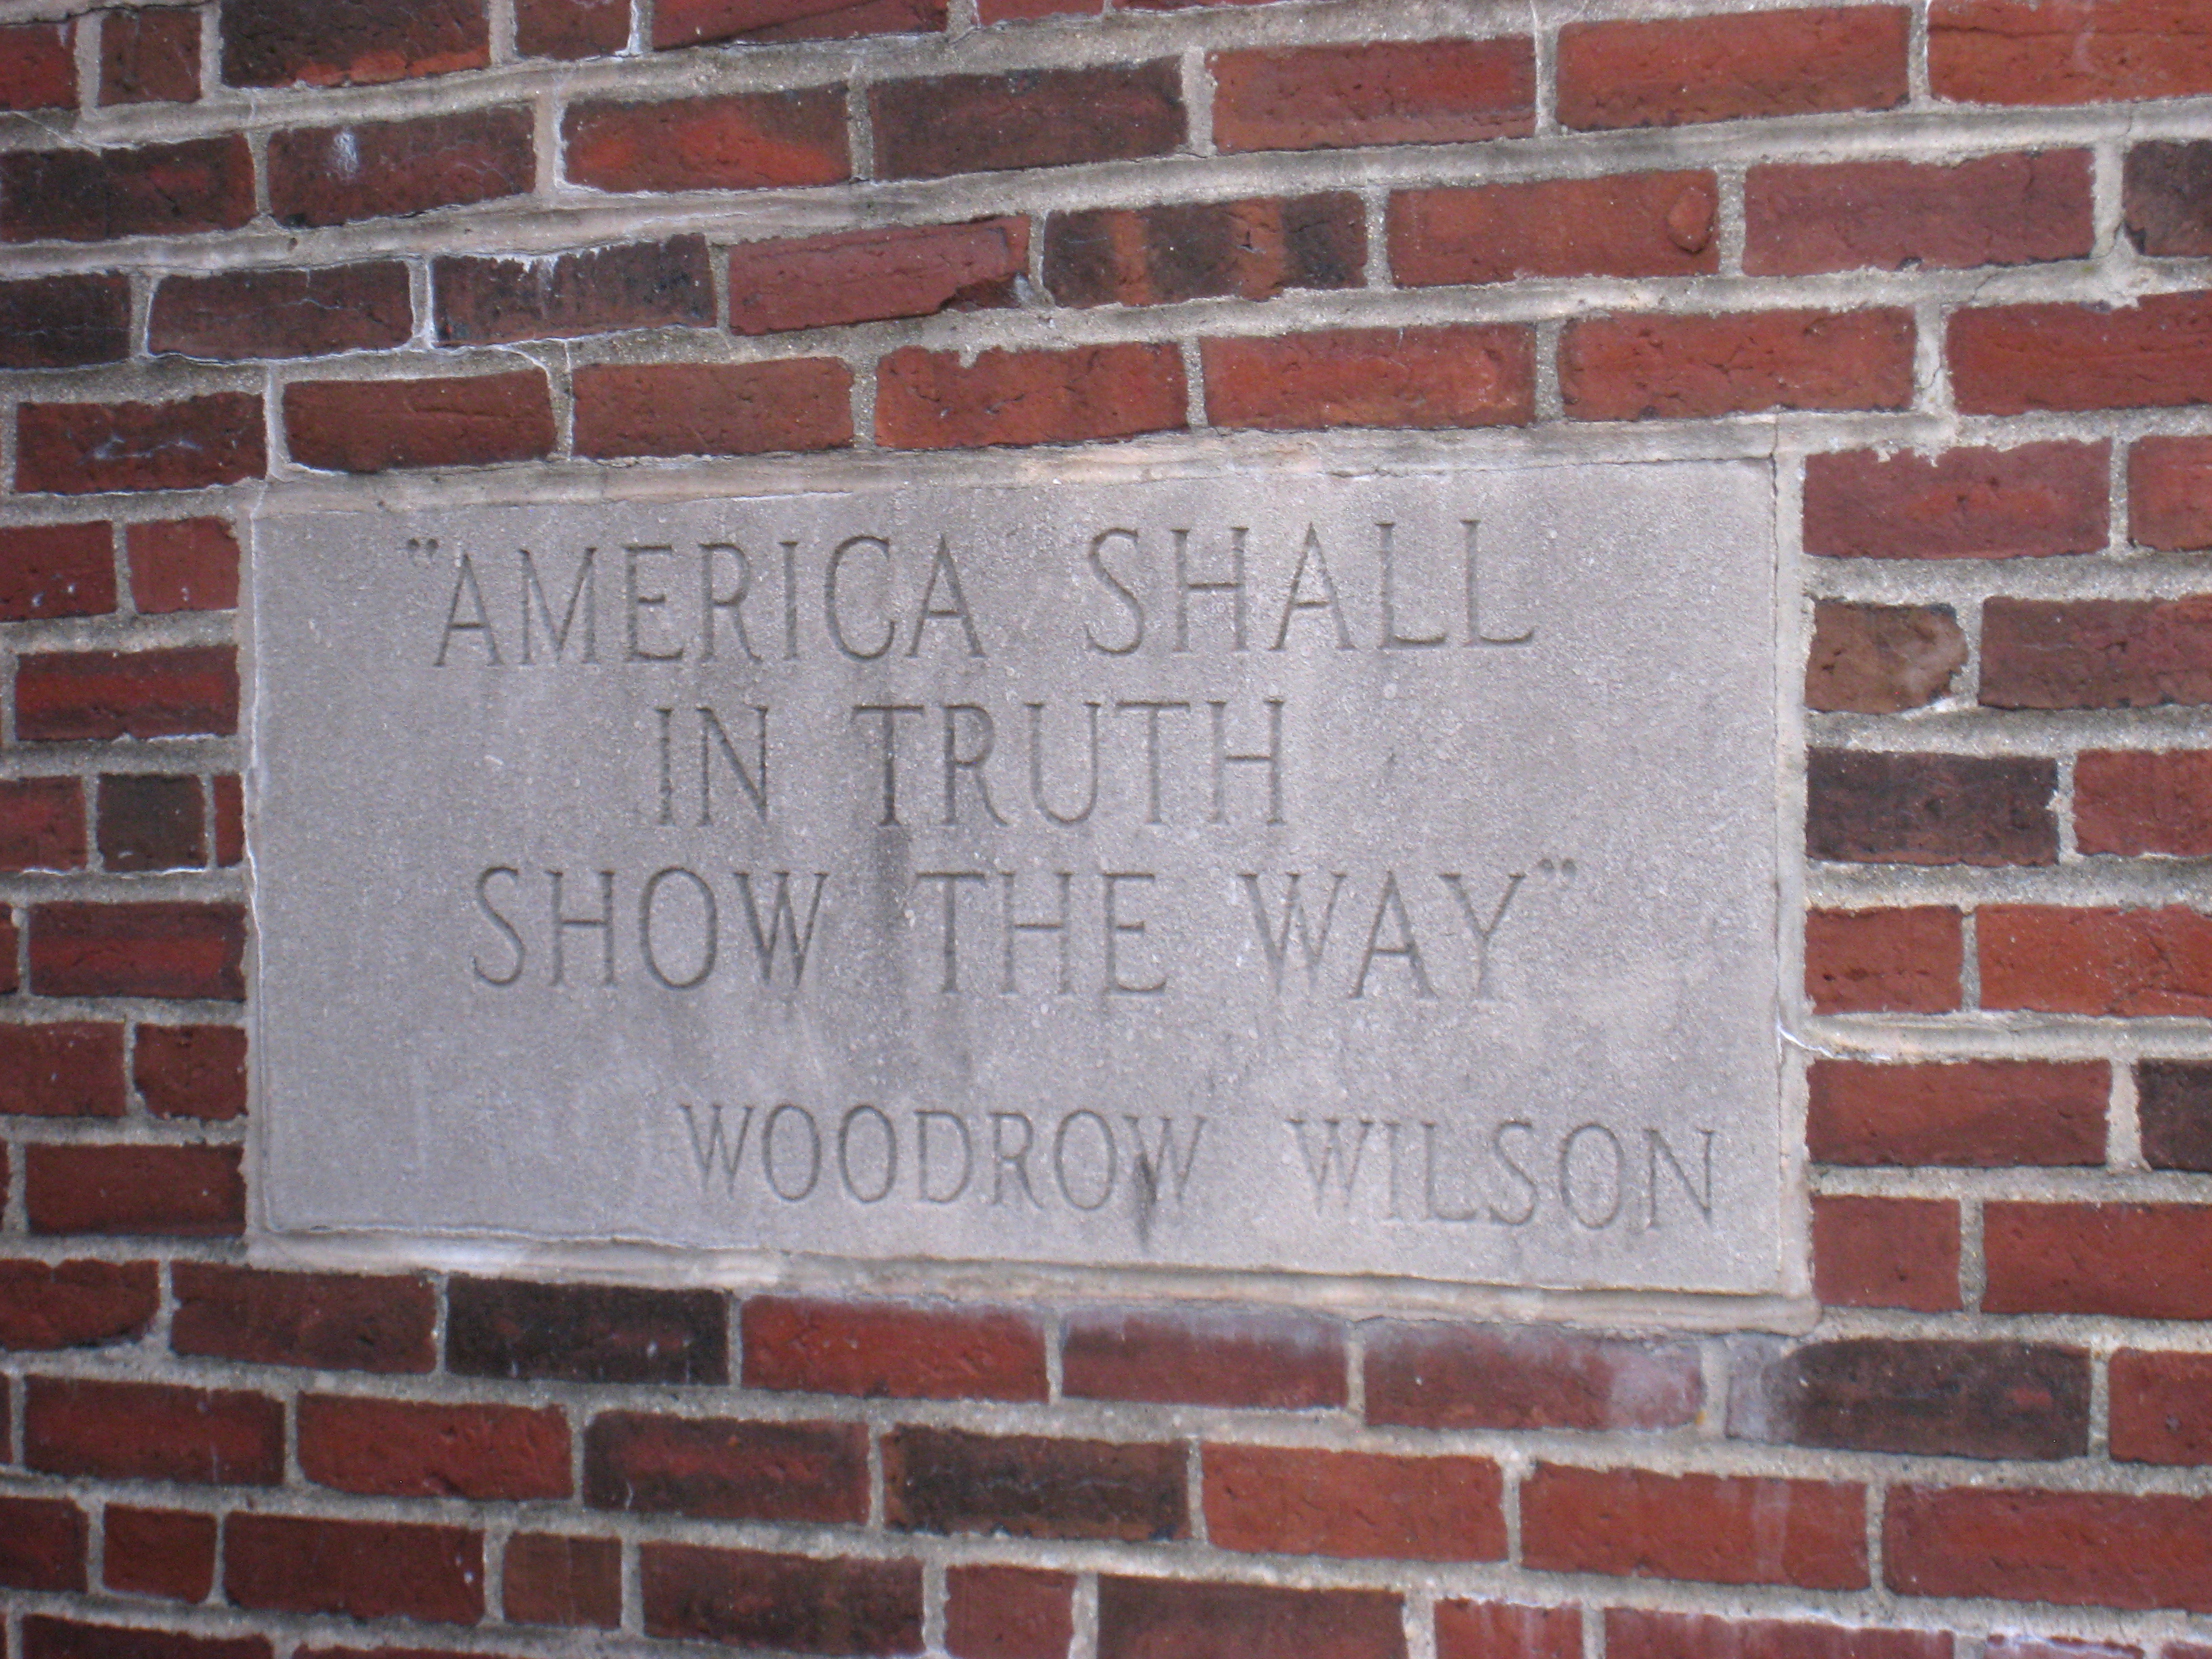 "AMERICA SHALL
IN TRUTH
SHOW THE WAY"
WOODROW WILSON